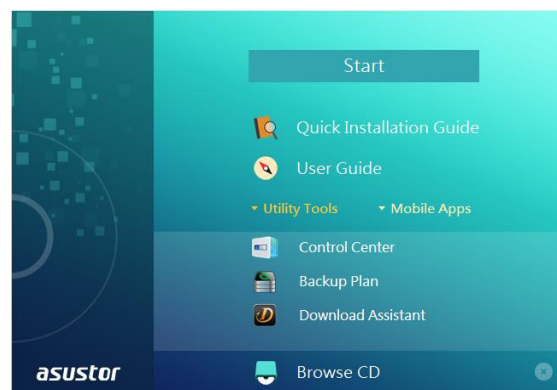 Start
Quick Installation Guide
User Guide
Utility Tools
Mobile Apps
Control Center
Backup Plan
Download Assistant
asustor
Browse CD